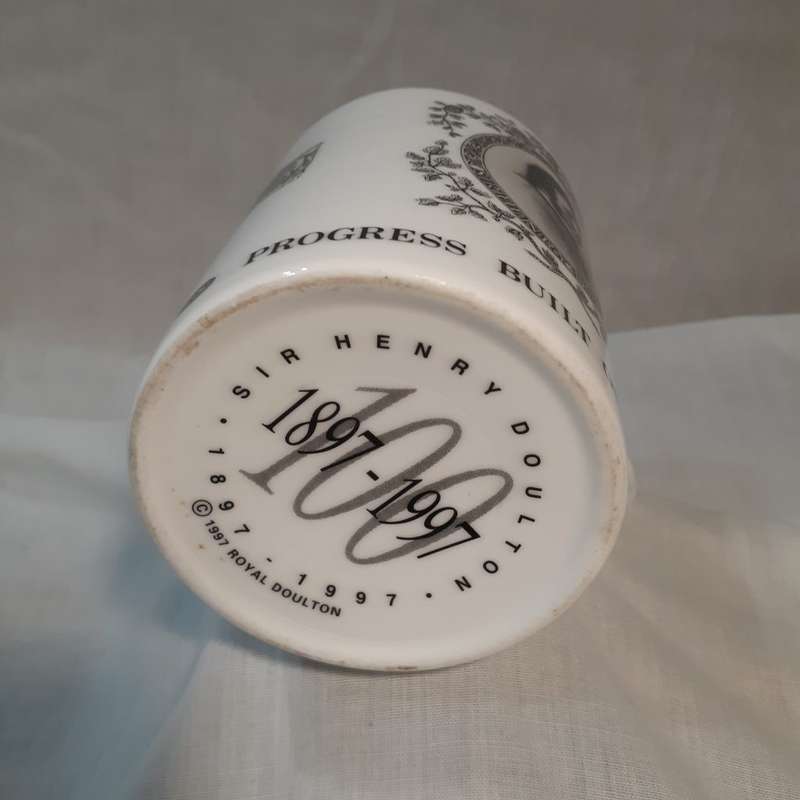 PROGRESS BUILT
SIR HENRY DOULTON
100
1897-1997
• 1897-1997 •
© 1997 ROYAL DOULTON